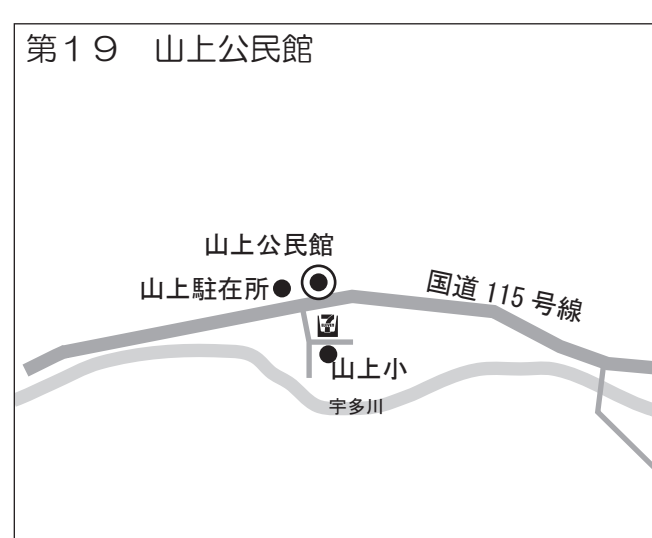 第１９　山上公民館
山上公民館
山上駐在所
国道 115 号線
山上小
宇多川